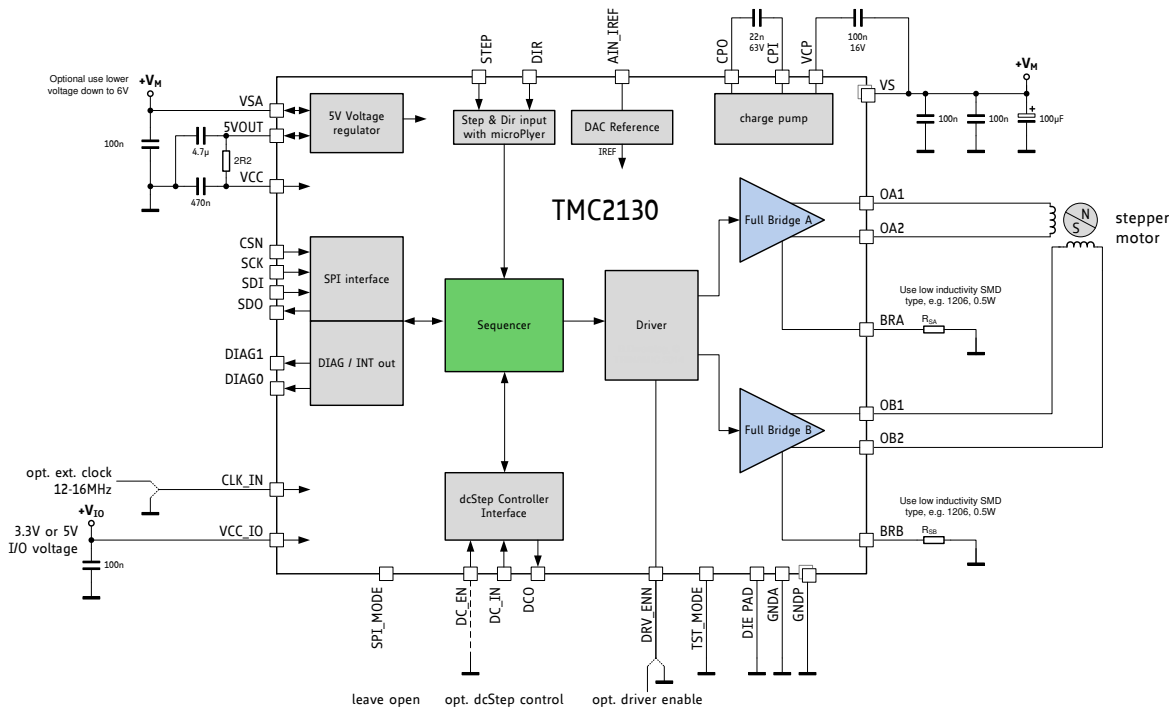 22n
63V
100n
16V
STEP
DIR
AIN_IREF
CPO
CPI
VCP
Optional use lower
voltage down to 6V
+VM
VSA
5VOUT
VCC
100n
4.7µ
2R2
470n
5V Voltage
regulator
Step & Dir input
with microPlyer
DAC Reference
IREF
charge pump
VS
+VM
100n
100n
+
100µF
TMC2130
Full Bridge A
OA1
OA2
N
S
stepper
motor
CSN
SCK
SDI
SDO
SPI interface
Sequencer
Driver
Use low inductivity SMD
type, e.g. 1206, 0.5W
BRA
RSA
DIAG1
DIAG0
DIAG / INT out
Full Bridge B
OB1
OB2
opt. ext. clock
12-16MHz
CLK_IN
+VIO
3.3V or 5V
I/O voltage
VCC_IO
100n
dcStep Controller
Interface
Use low inductivity SMD
type, e.g. 1206, 0.5W
BRB
RSB
SPI_MODE
DC_EN
DC_IN
DCO
DRV_ENN
TST_MODE
DIE PAD
GNDA
GNDP
leave open
opt. dcStep control
opt. driver enable